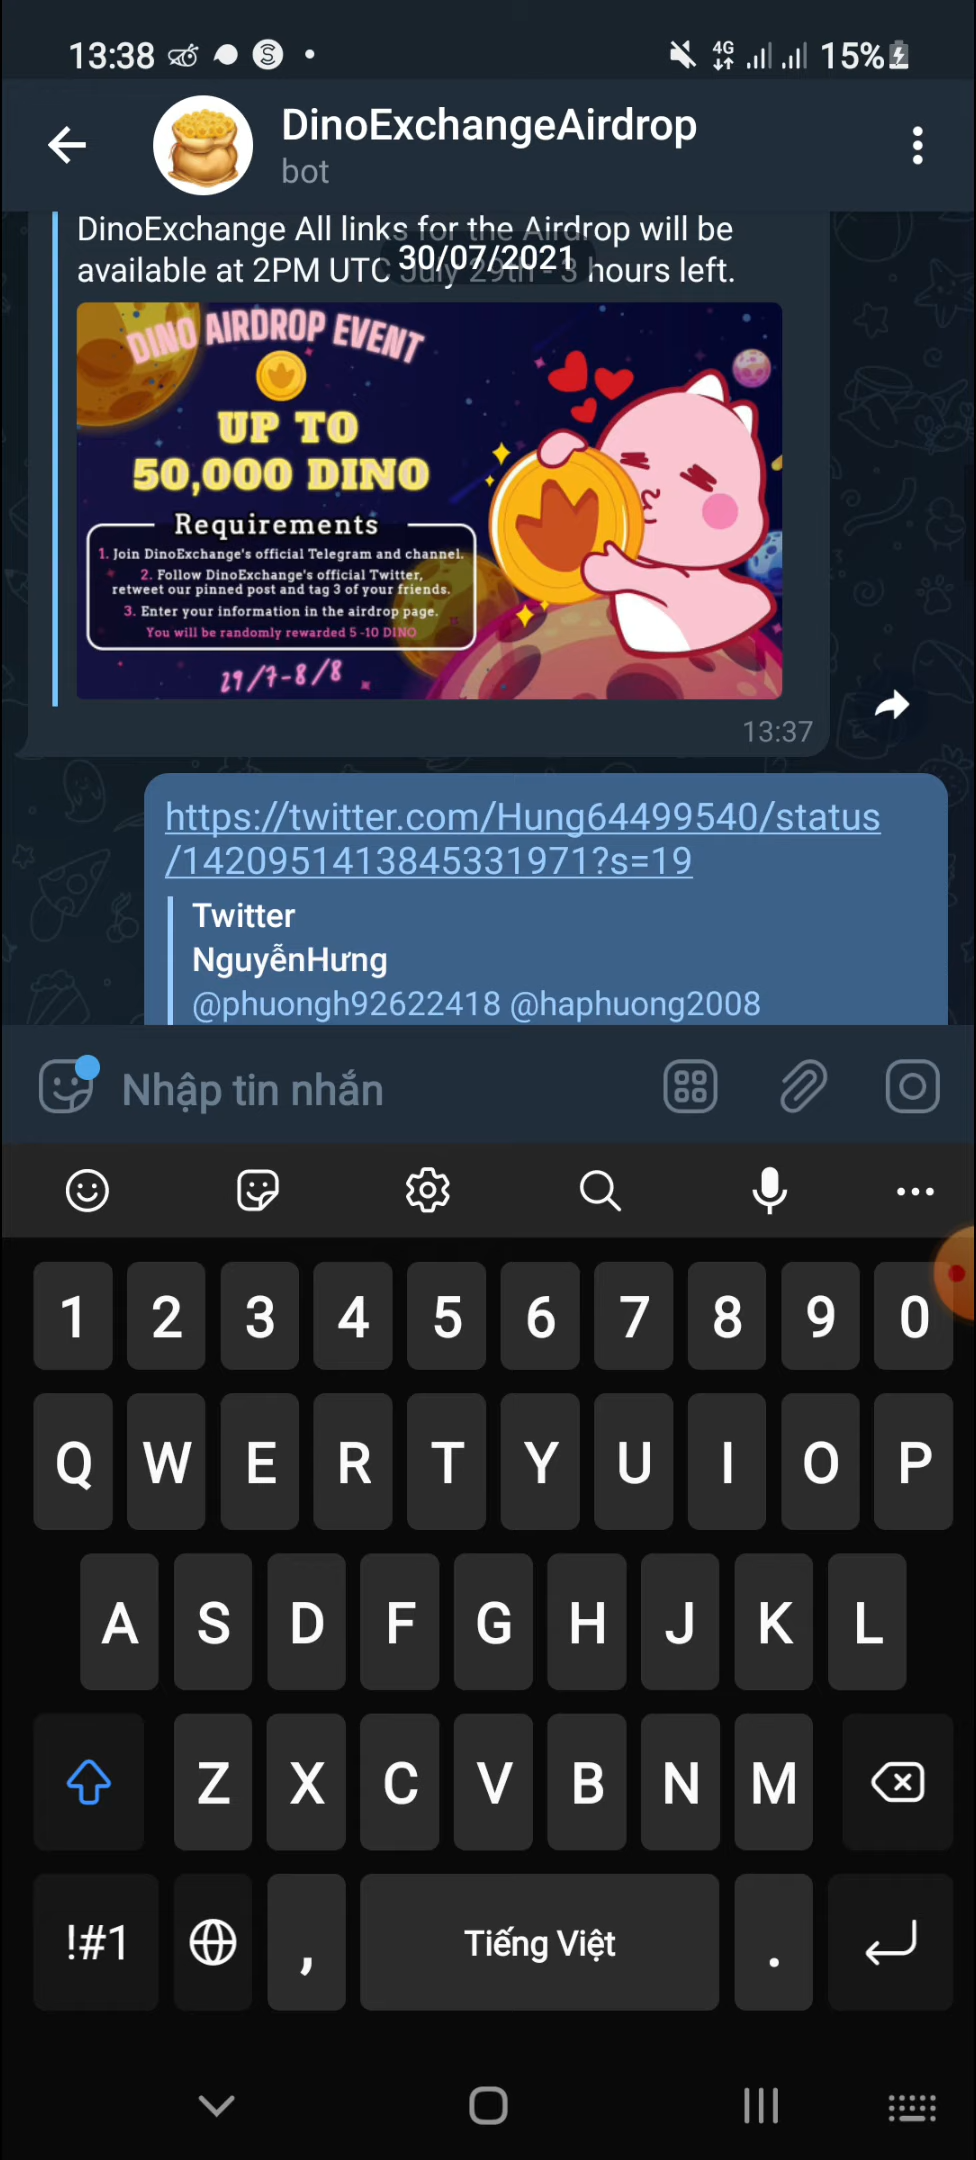 13:38
4G
15%
DinoExchangeAirdrop
bot
DinoExchange All links for the Airdrop will be
available at 2PM UTC July 29th - 3 hours left.
30/07/2021
DINO AIRDROP EVENT
UP TO
50,000 DINO
Requirements
1. Join DinoExchange's official Telegram and channel.
2. Follow DinoExchange's official Twitter,
retweet our pinned post and tag 3 of your friends.
3. Enter your information in the airdrop page.
You will be randomly rewarded 5 -10 DINO
29/7-8/8
13:37
https://twitter.com/Hung64499540/status
/1420951413845331971?s=19
Twitter
NguyễnHưng
@phuongh92622418 @haphuong2008
Nhập tin nhắn
1 2 3 4 5 6 7 8 9 0
Q W E R T Y U I O P
A S D F G H J K L
Z X C V B N M
!#1 , Tiếng Việt .